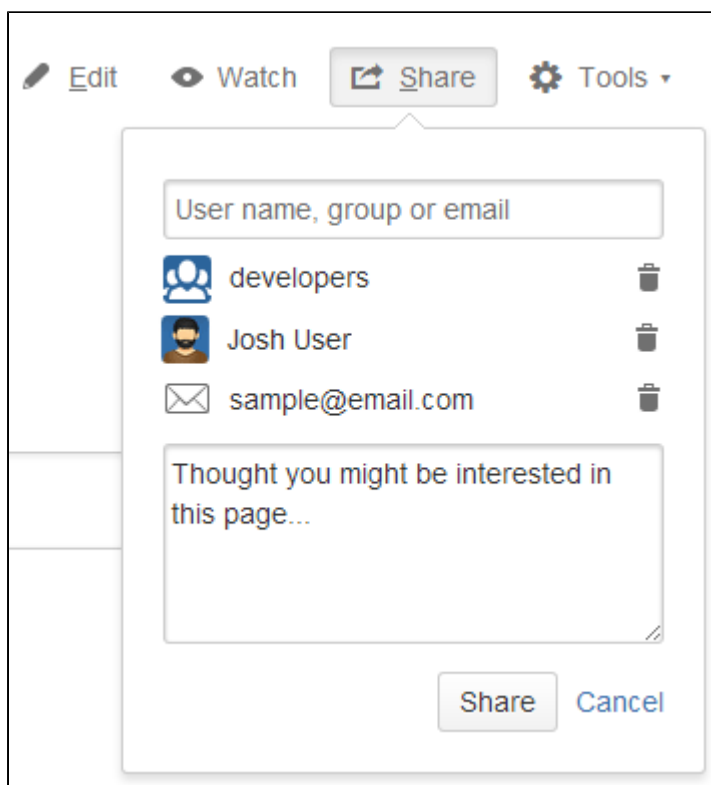 Edit Watch Share Tools
User name, group or email
developers
Josh User
sample@email.com
Thought you might be interested in
this page...
Share Cancel